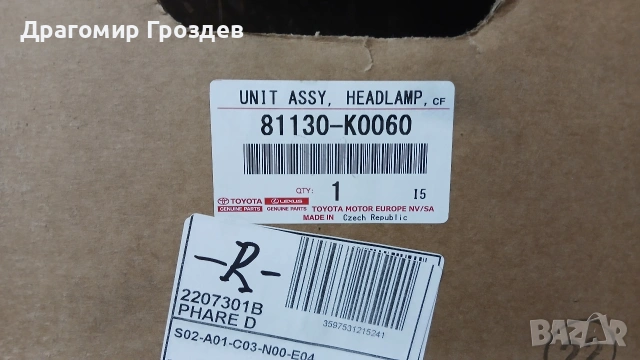 Драгомир Гроздев
UNIT ASSY, HEADLAMP, CF
81130-K0060
QTY: 1 I5
TOYOTA LEXUS
GENUINE PARTS GENUINE PARTS TOYOTA MOTOR EUROPE NV/SA
MADE IN Czech Republic
-R-
2207301B
PHARE D
3597531215241
S02-A01-C03-N00-E04
BAZAR